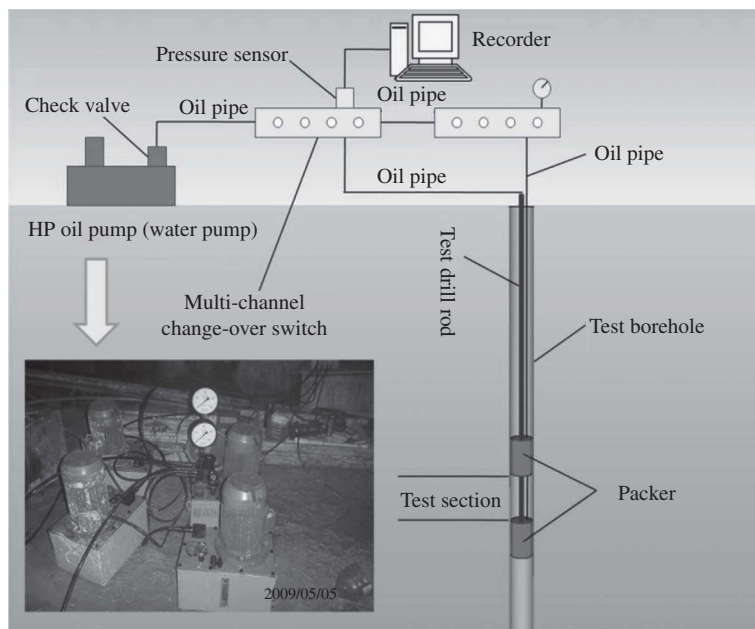 Recorder
Pressure sensor
Oil pipe
Check valve
Oil pipe
Oil pipe
Oil pipe
HP oil pump (water pump)
Test drill rod
Multi-channel
change-over switch
Test borehole
Test section
Packer
2009/05/05